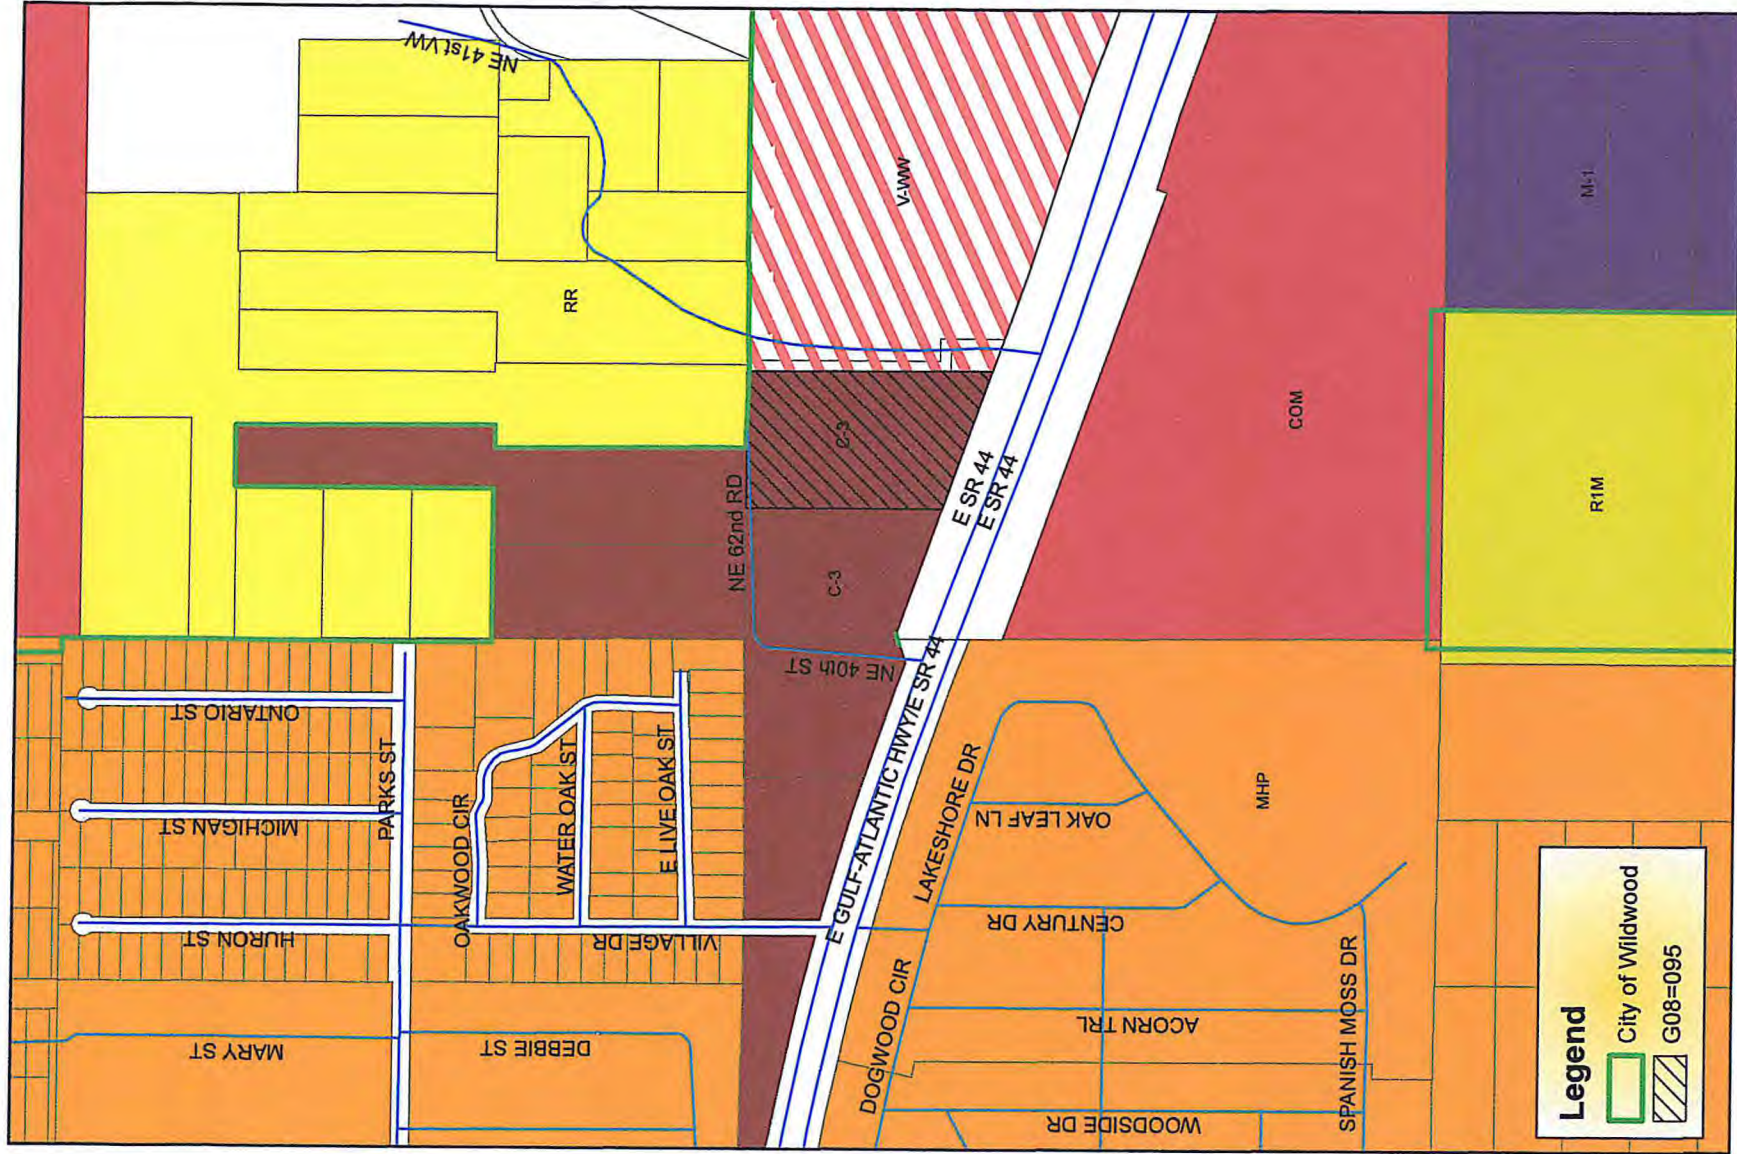 NE 41st VW
RR
V-WW
M-1
NE 62nd RD
C-3
C-3
E SR 44
E SR 44
COM
R1M
NE 40th ST
E GULF-ATLANTIC HWY/E SR 44
ONTARIO ST
MICHIGAN ST
HURON ST
PARKS ST
OAKWOOD CIR
WATER OAK ST
E LIVE OAK ST
VILLAGE DR
MARY ST
DEBBIE ST
LAKESHORE DR
OAK LEAF LN
CENTURY DR
MHP
DOGWOOD CIR
ACORN TRL
WOODSIDE DR
SPANISH MOSS DR
Legend
City of Wildwood
G08=095